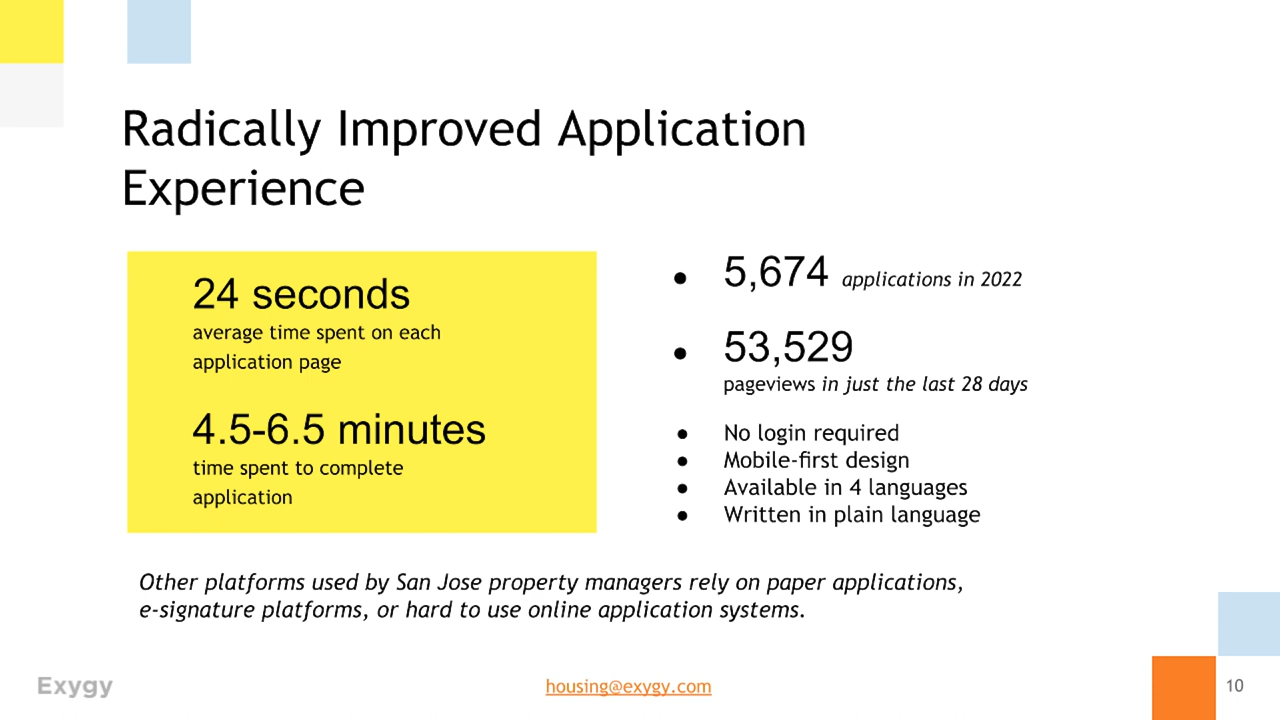 Radically Improved Application
Experience
24 seconds
average time spent on each
application page
4.5-6.5 minutes
time spent to complete
application
● 5,674 applications in 2022
● 53,529
pageviews in just the last 28 days
● No login required
● Mobile-first design
● Available in 4 languages
● Written in plain language
Other platforms used by San Jose property managers rely on paper applications,
e-signature platforms, or hard to use online application systems.
Exygy
housing@exygy.com
10